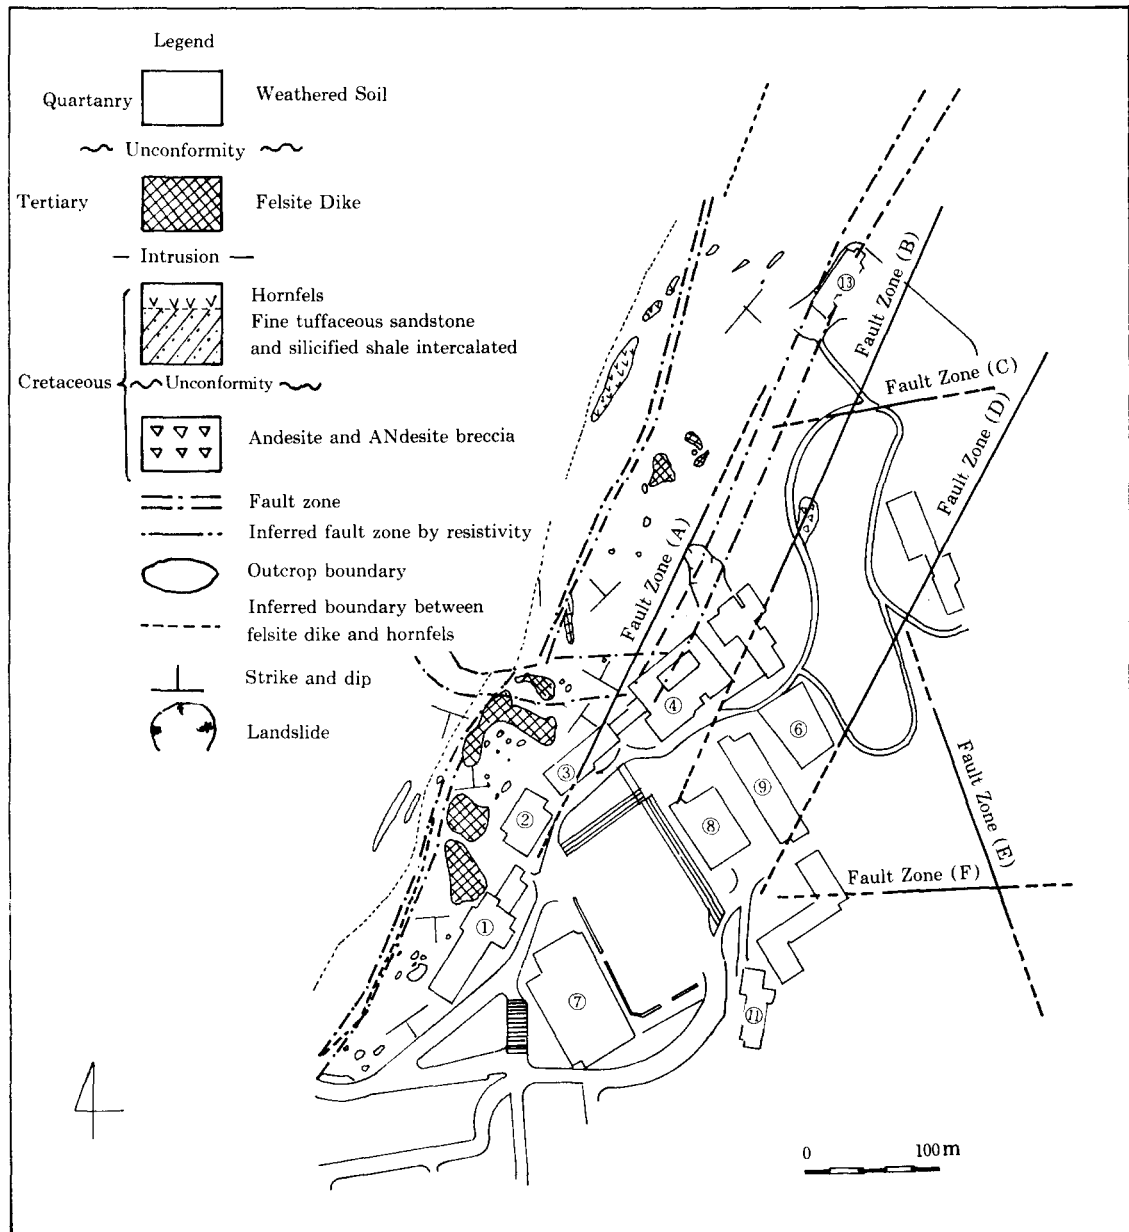 Legend
Quartanry
Weathered Soil
Unconformity
Tertiary
Felsite Dike
Intrusion
Cretaceous
Hornfels
Fine tuffaceous sandstone
and silicified shale intercalated
Unconformity
Andesite and ANdesite breccia
Fault zone
Inferred fault zone by resistivity
Outcrop boundary
Inferred boundary between
felsite dike and hornfels
Strike and dip
Landslide
Fault Zone (A)
Fault Zone (B)
Fault Zone (C)
Fault Zone (D)
Fault Zone (E)
Fault Zone (F)
⑬
④
⑥
③
⑨
②
⑧
①
⑦
⑪
0 100m